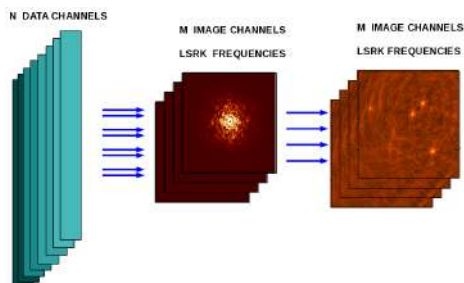 N DATA CHANNELS
M IMAGE CHANNELS
LSRK FREQUENCIES
M IMAGE CHANNELS
LSRK FREQUENCIES